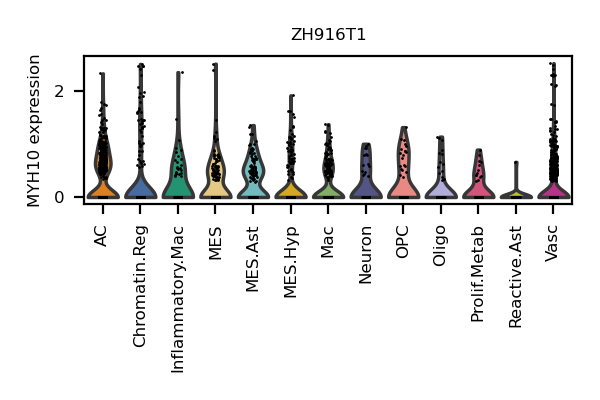 ZH916T1
MYH10 expression
2
0
AC
Chromatin.Reg
Inflammatory.Mac
MES
MES.Ast
MES.Hyp
Mac
Neuron
OPC
Oligo
Prolif.Metab
Reactive.Ast
Vasc